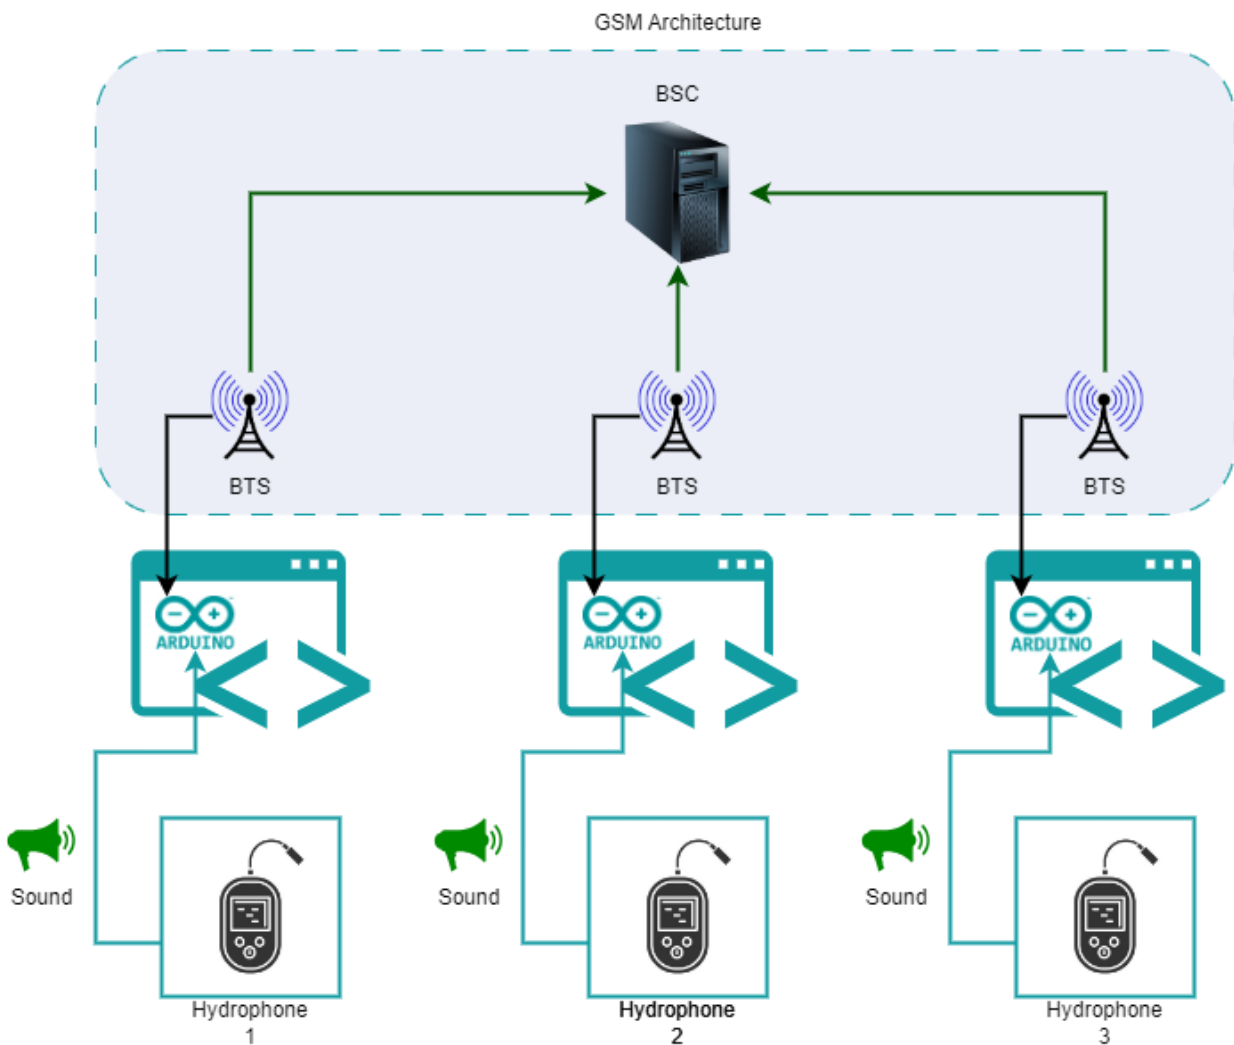 GSM Architecture
BSC
BTS
BTS
BTS
ARDUINO
ARDUINO
ARDUINO
Sound
Sound
Sound
Hydrophone
1
Hydrophone
2
Hydrophone
3